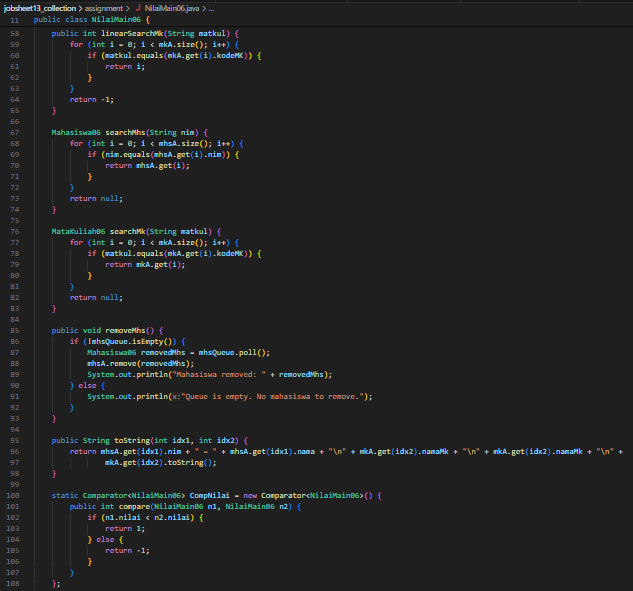 jobsheet13_collection > assignment > J NilaiMain06.java > ...
11 public class NilaiMain06 {
58 public int linearSearchMk(String matkul) {
59 for (int i = 0; i < mkA.size(); i++) {
60 if (matkul.equals(mkA.get(i).kodeMK)) {
61 return i;
62 }
63 }
64 return -1;
65 }
66
67 Mahasiswa06 searchMhs(String nim) {
68 for (int i = 0; i < mhsA.size(); i++) {
69 if (nim.equals(mhsA.get(i).nim)) {
70 return mhsA.get(i);
71 }
72 }
73 return null;
74 }
75
76 MataKuliah06 searchMk(String matkul) {
77 for (int i = 0; i < mkA.size(); i++) {
78 if (matkul.equals(mkA.get(i).kodeMK)) {
79 return mkA.get(i);
80 }
81 }
82 return null;
83 }
84
85 public void removeMhs() {
86 if (!mhsQueue.isEmpty()) {
87 Mahasiswa06 removedMhs = mhsQueue.poll();
88 mhsA.remove(removedMhs);
89 System.out.println("Mahasiswa removed: " + removedMhs);
90 } else {
91 System.out.println(x:"Queue is empty. No mahasiswa to remove.");
92 }
93 }
94
95 public String toString(int idx1, int idx2) {
96 return mhsA.get(idx1).nim + " - " + mhsA.get(idx1).nama + "\n" + mkA.get(idx2).namaMk + "\n" + mkA.get(idx2).namaMk + "\n" +
97 mkA.get(idx2).toString();
98 }
99
100 static Comparator<NilaiMain06> CompNilai = new Comparator<NilaiMain06>() {
101 public int compare(NilaiMain06 n1, NilaiMain06 n2) {
102 if (n1.nilai < n2.nilai) {
103 return 1;
104 } else {
105 return -1;
106 }
107 }
108 };